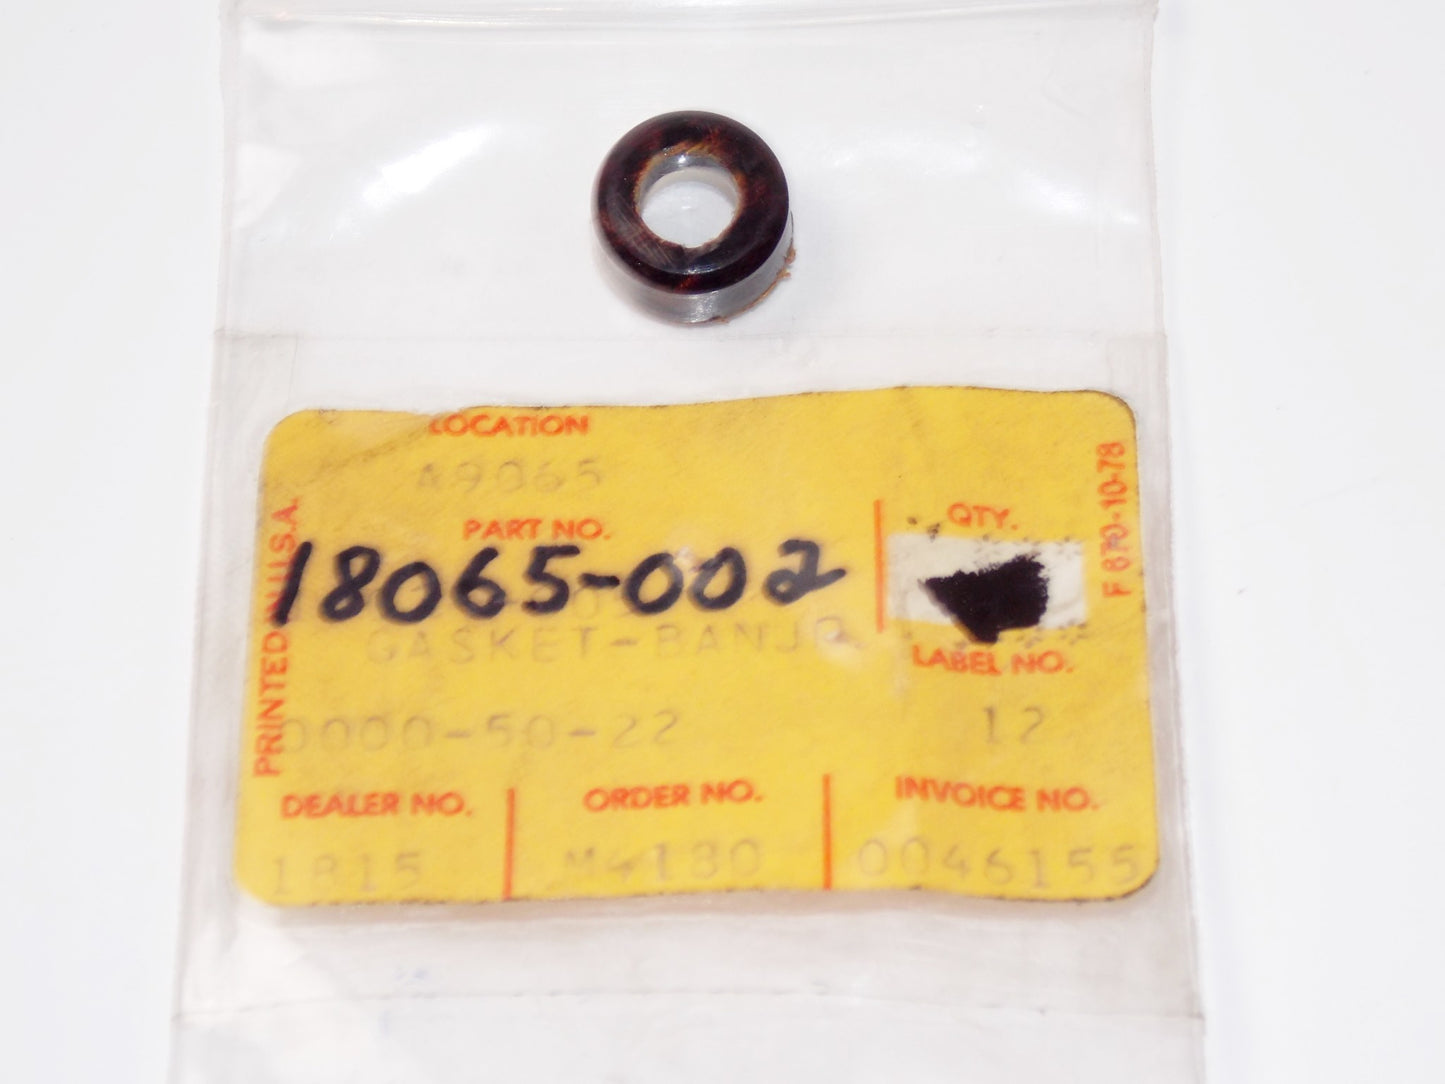 LOCATION
A9065
PART NO.
QTY.
18065-002
GASKET-BANJO
LABEL NO.
0000-50-22
12
DEALER NO.
ORDER NO.
INVOICE NO.
1815
M4180
0046155
PRINTED IN U.S.A.
F 870-10-78